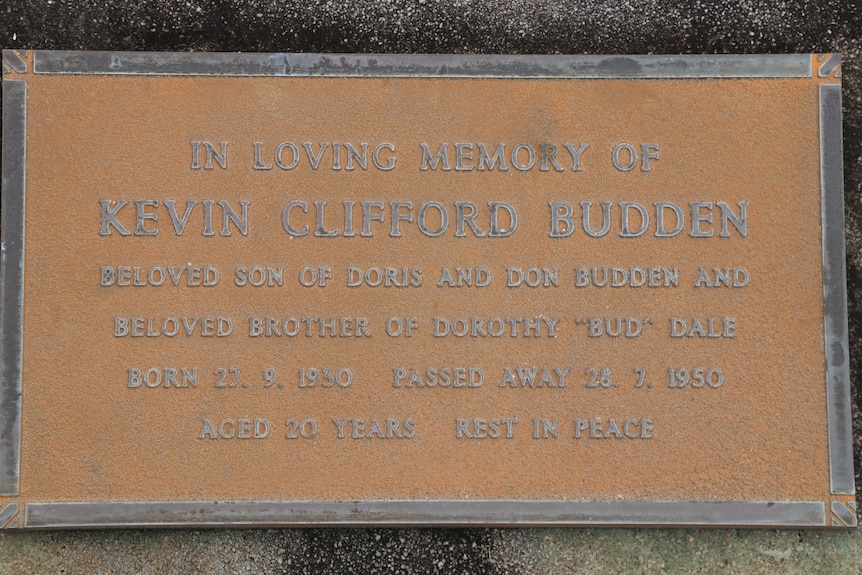 IN LOVING MEMORY OF
KEVIN CLIFFORD BUDDEN
BELOVED SON OF DORIS AND DON BUDDEN AND
BELOVED BROTHER OF DOROTHY "BUD" DALE
BORN 27. 9. 1930 PASSED AWAY 28. 7. 1950
AGED 20 YEARS REST IN PEACE